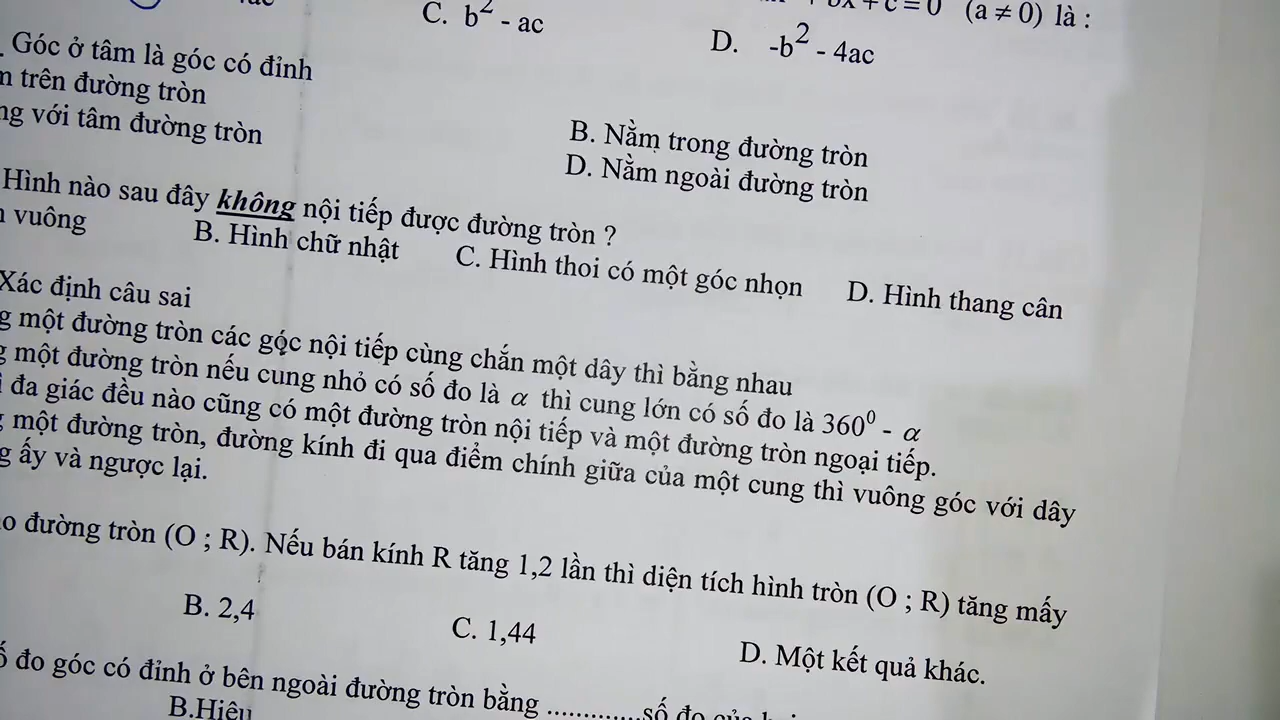 + c = 0 (a ≠ 0) là :
C. b² - ac
D. -b² - 4ac
Góc ở tâm là góc có đỉnh
trên đường tròn
với tâm đường tròn
B. Nằm trong đường tròn
D. Nằm ngoài đường tròn
Hình nào sau đây không nội tiếp được đường tròn ?
vuông B. Hình chữ nhật C. Hình thoi có một góc nhọn D. Hình thang cân
Xác định câu sai
một đường tròn các góc nội tiếp cùng chắn một dây thì bằng nhau
một đường tròn nếu cung nhỏ có số đo là α thì cung lớn có số đo là 360⁰ - α
đa giác đều nào cũng có một đường tròn nội tiếp và một đường tròn ngoại tiếp.
một đường tròn, đường kính đi qua điểm chính giữa của một cung thì vuông góc với dây
ấy và ngược lại.
đường tròn (O ; R). Nếu bán kính R tăng 1,2 lần thì diện tích hình tròn (O ; R) tăng mấy
B. 2,4 C. 1,44 D. Một kết quả khác.
đo góc có đỉnh ở bên ngoài đường tròn bằng ............. số đo của
B.Hiệu